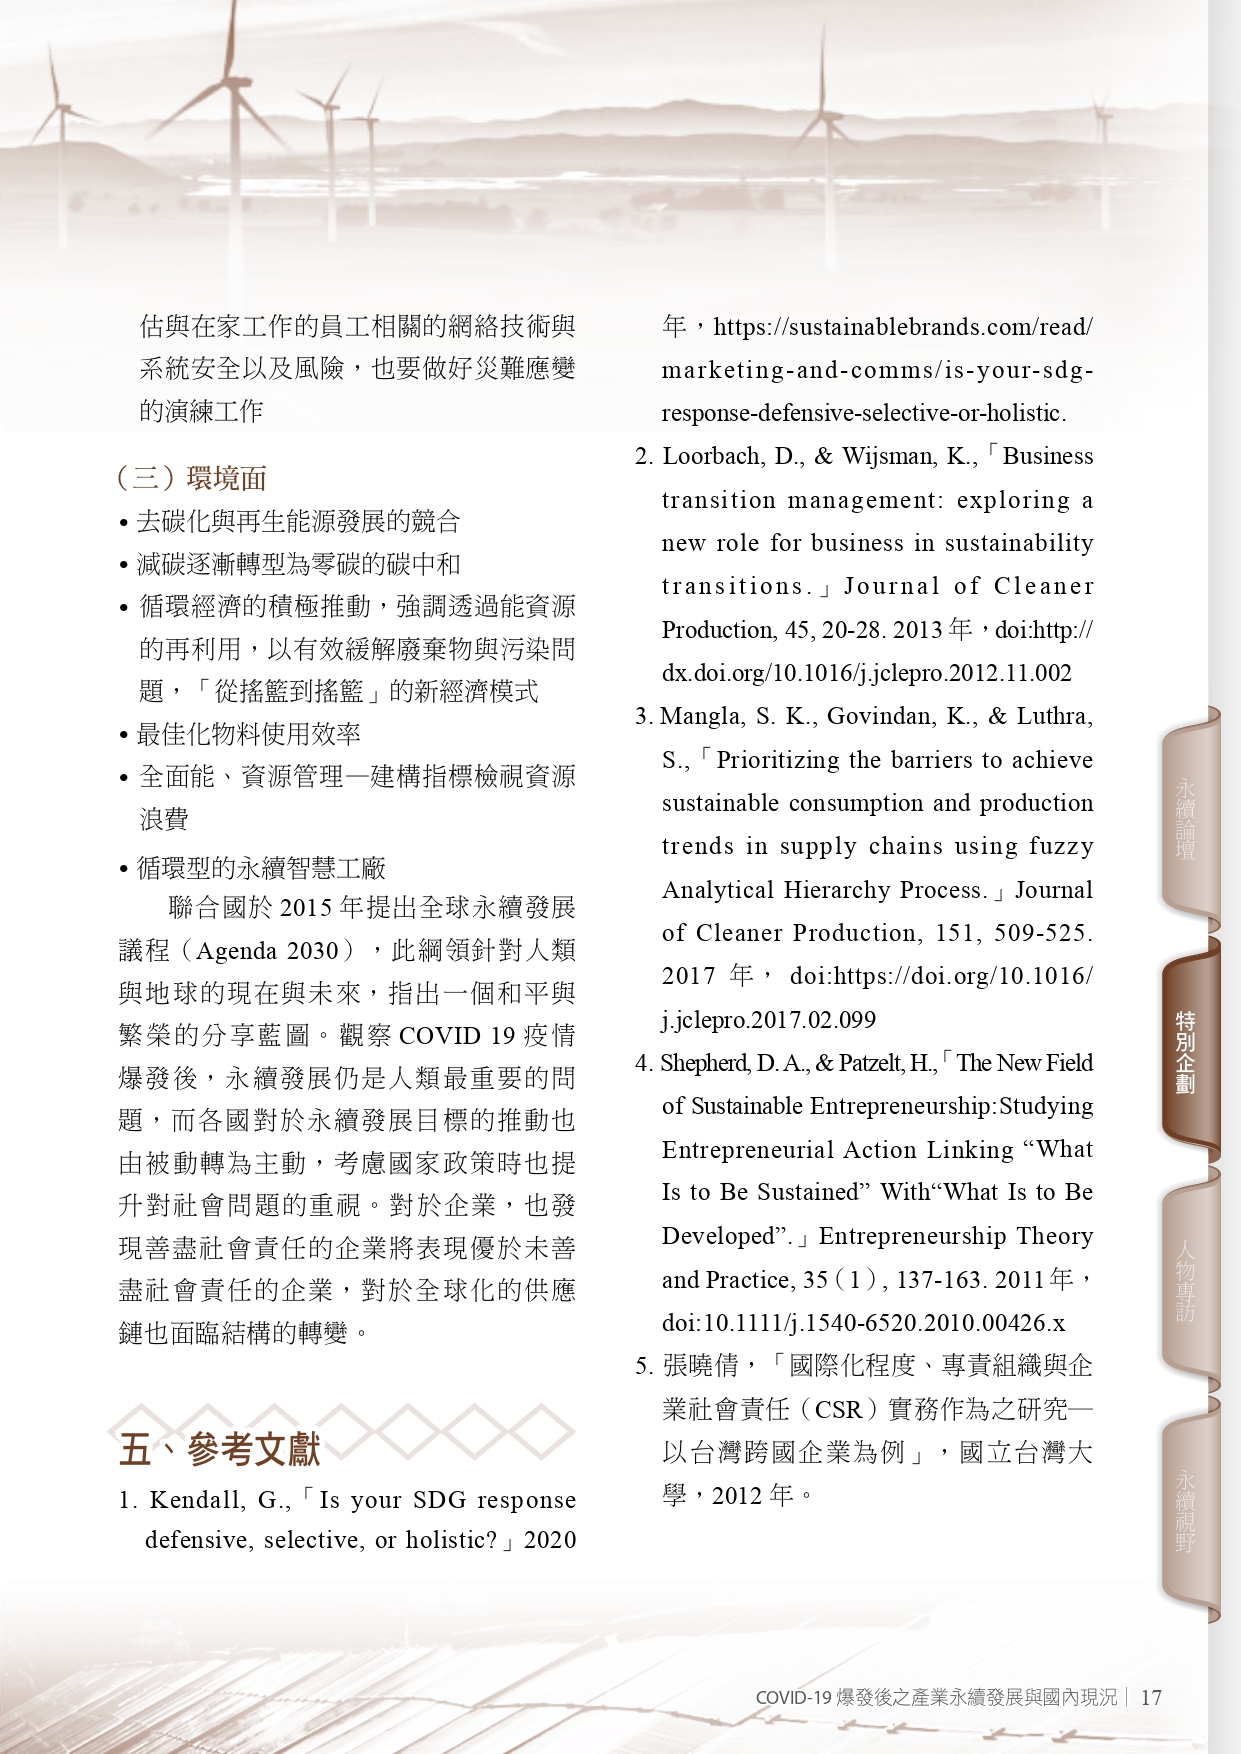 估與在家工作的員工相關的網絡技術與
系統安全以及風險，也要做好災難應變
的演練工作
（三）環境面
• 去碳化與再生能源發展的競合
• 減碳逐漸轉型為零碳的碳中和
• 循環經濟的積極推動，強調透過能資源
的再利用，以有效緩解廢棄物與污染問
題，「從搖籃到搖籃」的新經濟模式
• 最佳化物料使用效率
• 全面能、資源管理—建構指標檢視資源
浪費
• 循環型的永續智慧工廠
聯合國於 2015 年提出全球永續發展
議程（Agenda 2030），此綱領針對人類
與地球的現在與未來，指出一個和平與
繁榮的分享藍圖。觀察 COVID 19 疫情
爆發後，永續發展仍是人類最重要的問
題，而各國對於永續發展目標的推動也
由被動轉為主動，考慮國家政策時也提
升對社會問題的重視。對於企業，也發
現善盡社會責任的企業將表現優於未善
盡社會責任的企業，對於全球化的供應
鏈也面臨結構的轉變。
五、參考文獻
1. Kendall, G.,「Is your SDG response
defensive, selective, or holistic?」2020
年，https://sustainablebrands.com/read/
marketing-and-comms/is-your-sdg-
response-defensive-selective-or-holistic.
2. Loorbach, D., & Wijsman, K.,「Business
transition management: exploring a
new role for business in sustainability
transitions.」Journal of Cleaner
Production, 45, 20-28. 2013 年，doi:http://
dx.doi.org/10.1016/j.jclepro.2012.11.002
3. Mangla, S. K., Govindan, K., & Luthra,
S.,「Prioritizing the barriers to achieve
sustainable consumption and production
trends in supply chains using fuzzy
Analytical Hierarchy Process.」Journal
of Cleaner Production, 151, 509-525.
2017 年， doi:https://doi.org/10.1016/
j.jclepro.2017.02.099
4. Shepherd, D. A., & Patzelt, H.,「The New Field
of Sustainable Entrepreneurship:Studying
Entrepreneurial Action Linking “What
Is to Be Sustained” With“What Is to Be
Developed”.」Entrepreneurship Theory
and Practice, 35（1）, 137-163. 2011 年，
doi:10.1111/j.1540-6520.2010.00426.x
5. 張曉倩，「國際化程度、專責組織與企
業社會責任（CSR）實務作為之研究—
以台灣跨國企業為例」，國立台灣大
學，2012 年。
永續論壇
特別企劃
人物專訪
永續視野
COVID-19 爆發後之產業永續發展與國內現況｜ 17